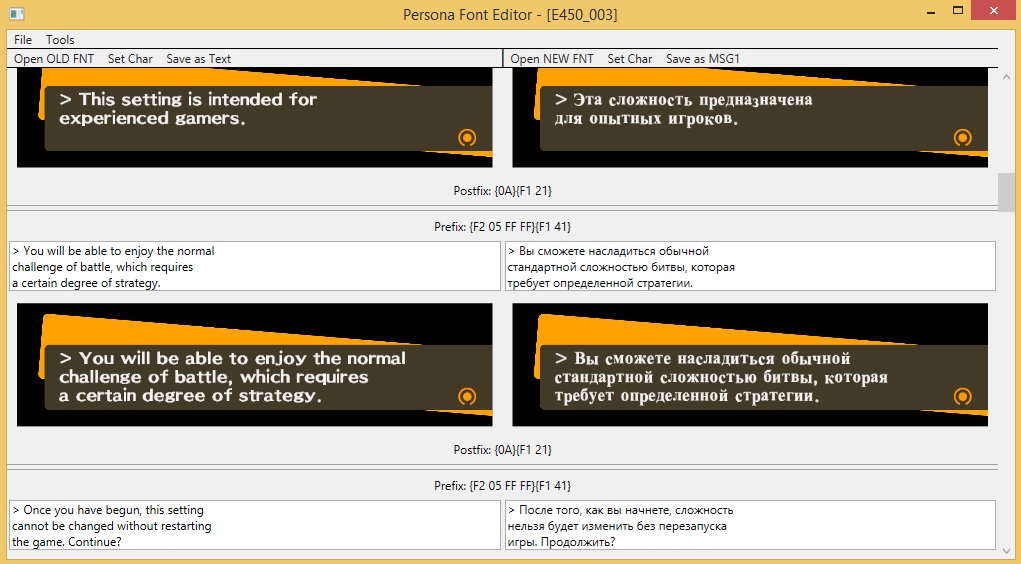 Persona Font Editor - [E450_003]
File Tools
Open OLD FNT Set Char Save as Text
Open NEW FNT Set Char Save as MSG1
> This setting is intended for
experienced gamers.
> Эта сложность предназначена
для опытных игроков.
Postfix: {0A}{F1 21}
Prefix: {F2 05 FF FF}{F1 41}
> You will be able to enjoy the normal
challenge of battle, which requires
a certain degree of strategy.
> Вы сможете насладиться обычной
стандартной сложностью битвы, которая
требует определенной стратегии.
> You will be able to enjoy the normal
challenge of battle, which requires
a certain degree of strategy.
> Вы сможете насладиться обычной
стандартной сложностью битвы, которая
требует определенной стратегии.
Postfix: {0A}{F1 21}
Prefix: {F2 05 FF FF}{F1 41}
> Once you have begun, this setting
cannot be changed without restarting
the game. Continue?
> После того, как вы начнете, сложность
нельзя будет изменить без перезапуска
игры. Продолжить?